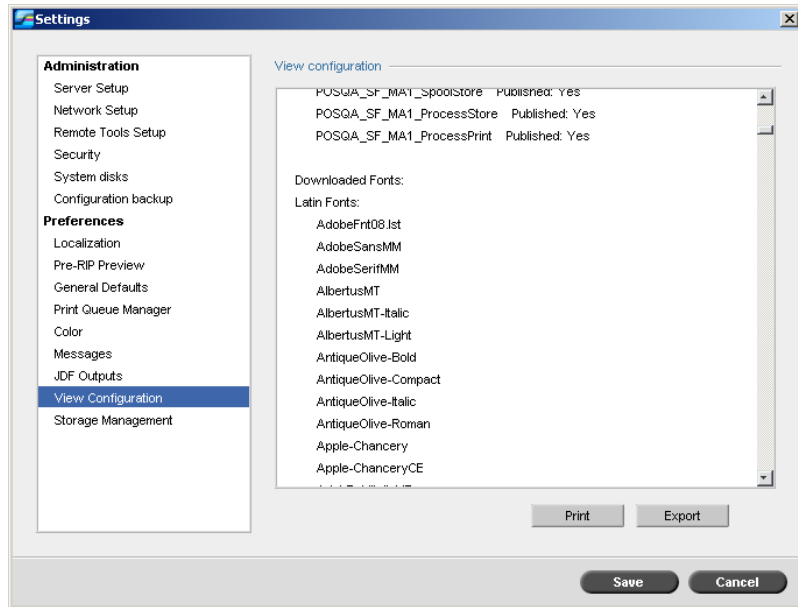 Settings
Administration
Server Setup
Network Setup
Remote Tools Setup
Security
System disks
Configuration backup
Preferences
Localization
Pre-RIP Preview
General Defaults
Print Queue Manager
Color
Messages
JDF Outputs
View Configuration
Storage Management
View configuration
POSQA_SF_MA1_SpoolStore Published: Yes
POSQA_SF_MA1_ProcessStore Published: Yes
POSQA_SF_MA1_ProcessPrint Published: Yes
Downloaded Fonts:
Latin Fonts:
AdobeFnt08.lst
AdobeSansMM
AdobeSerifMM
AlbertusMT
AlbertusMT-Italic
AlbertusMT-Light
AntiqueOlive-Bold
AntiqueOlive-Compact
AntiqueOlive-Italic
AntiqueOlive-Roman
Apple-Chancery
Apple-ChanceryCE
Print Export
Save Cancel